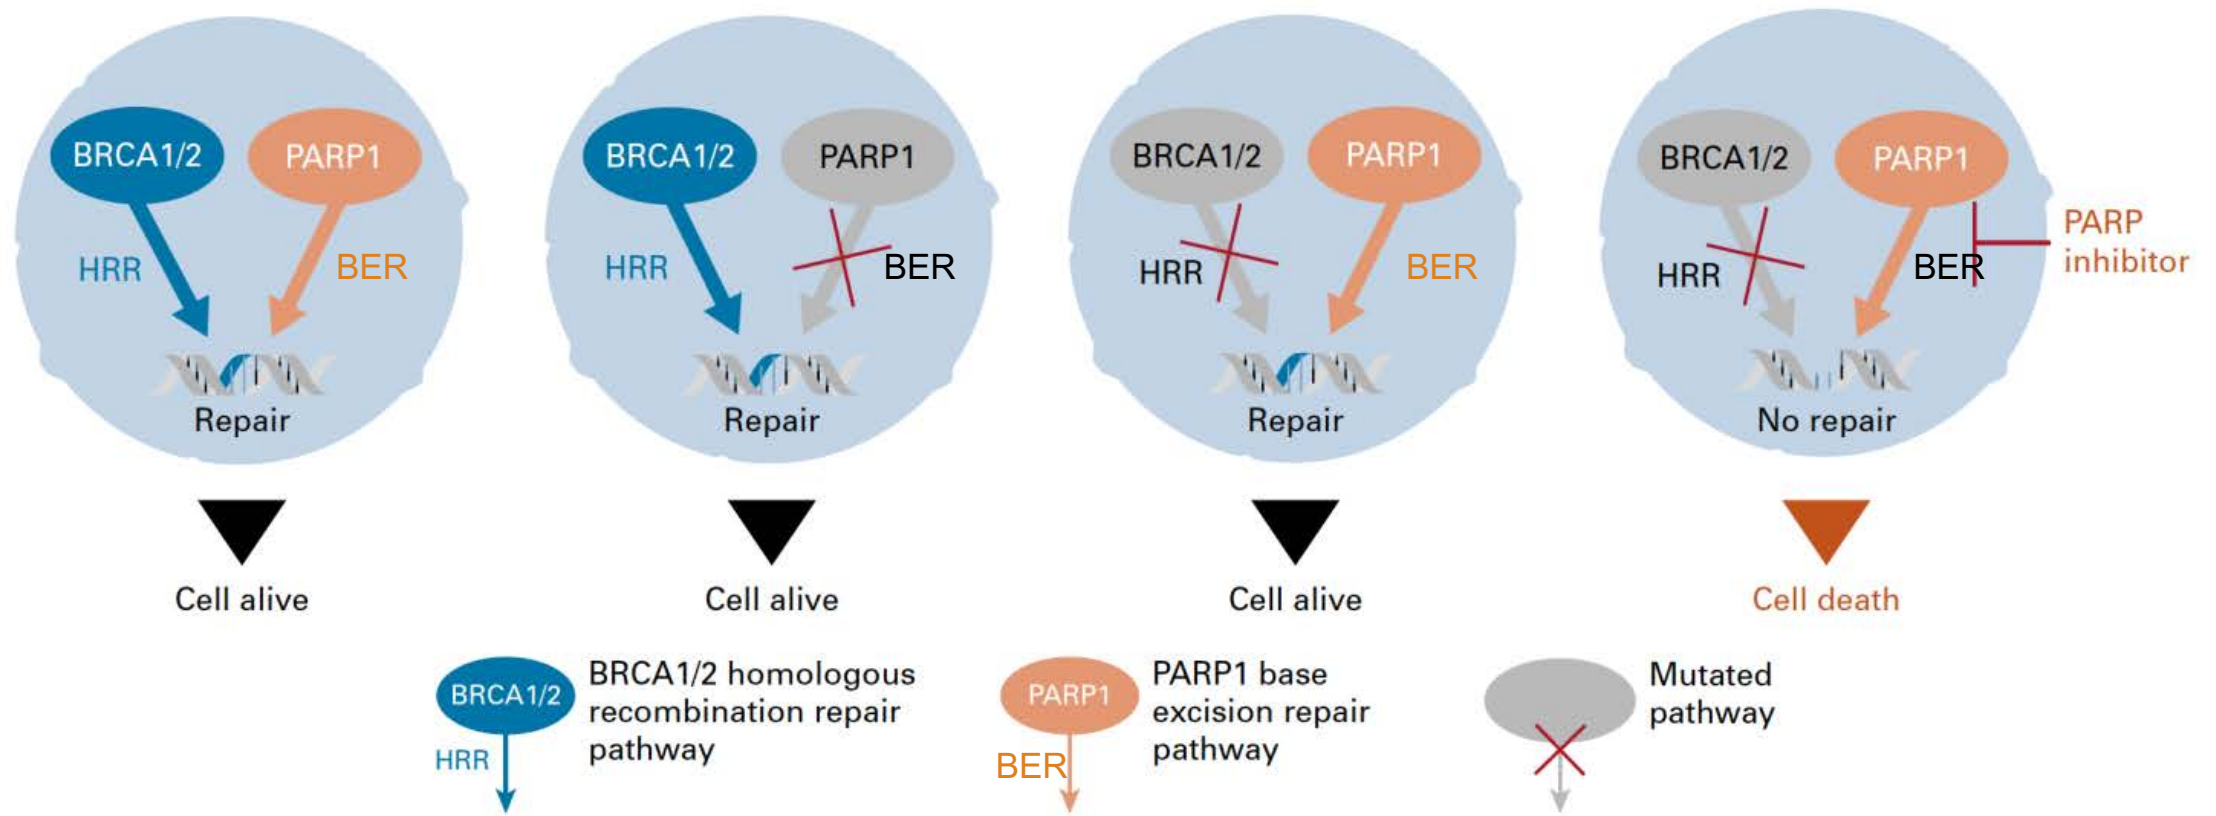 BRCA1/2
PARP1
HRR
BER
Repair
Cell alive
BRCA1/2
PARP1
HRR
BER
Repair
Cell alive
BRCA1/2
PARP1
HRR
BER
Repair
Cell alive
BRCA1/2
PARP1
HRR
BER
PARP
inhibitor
No repair
Cell death
BRCA1/2
HRR
BRCA1/2 homologous
recombination repair
pathway
PARP1
BER
PARP1 base
excision repair
pathway
Mutated
pathway